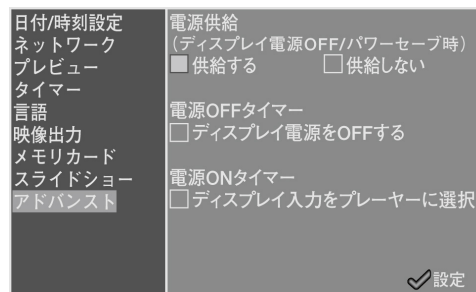 日付/時刻設定
ネットワーク
プレビュー
タイマー
言語
映像出力
メモリカード
スライドショー
アドバンスト
電源供給
(ディスプレイ電源OFF/パワーセーブ時)
供給する 供給しない
電源OFFタイマー
ディスプレイ電源をOFFする
電源ONタイマー
ディスプレイ入力をプレーヤーに選択
設定